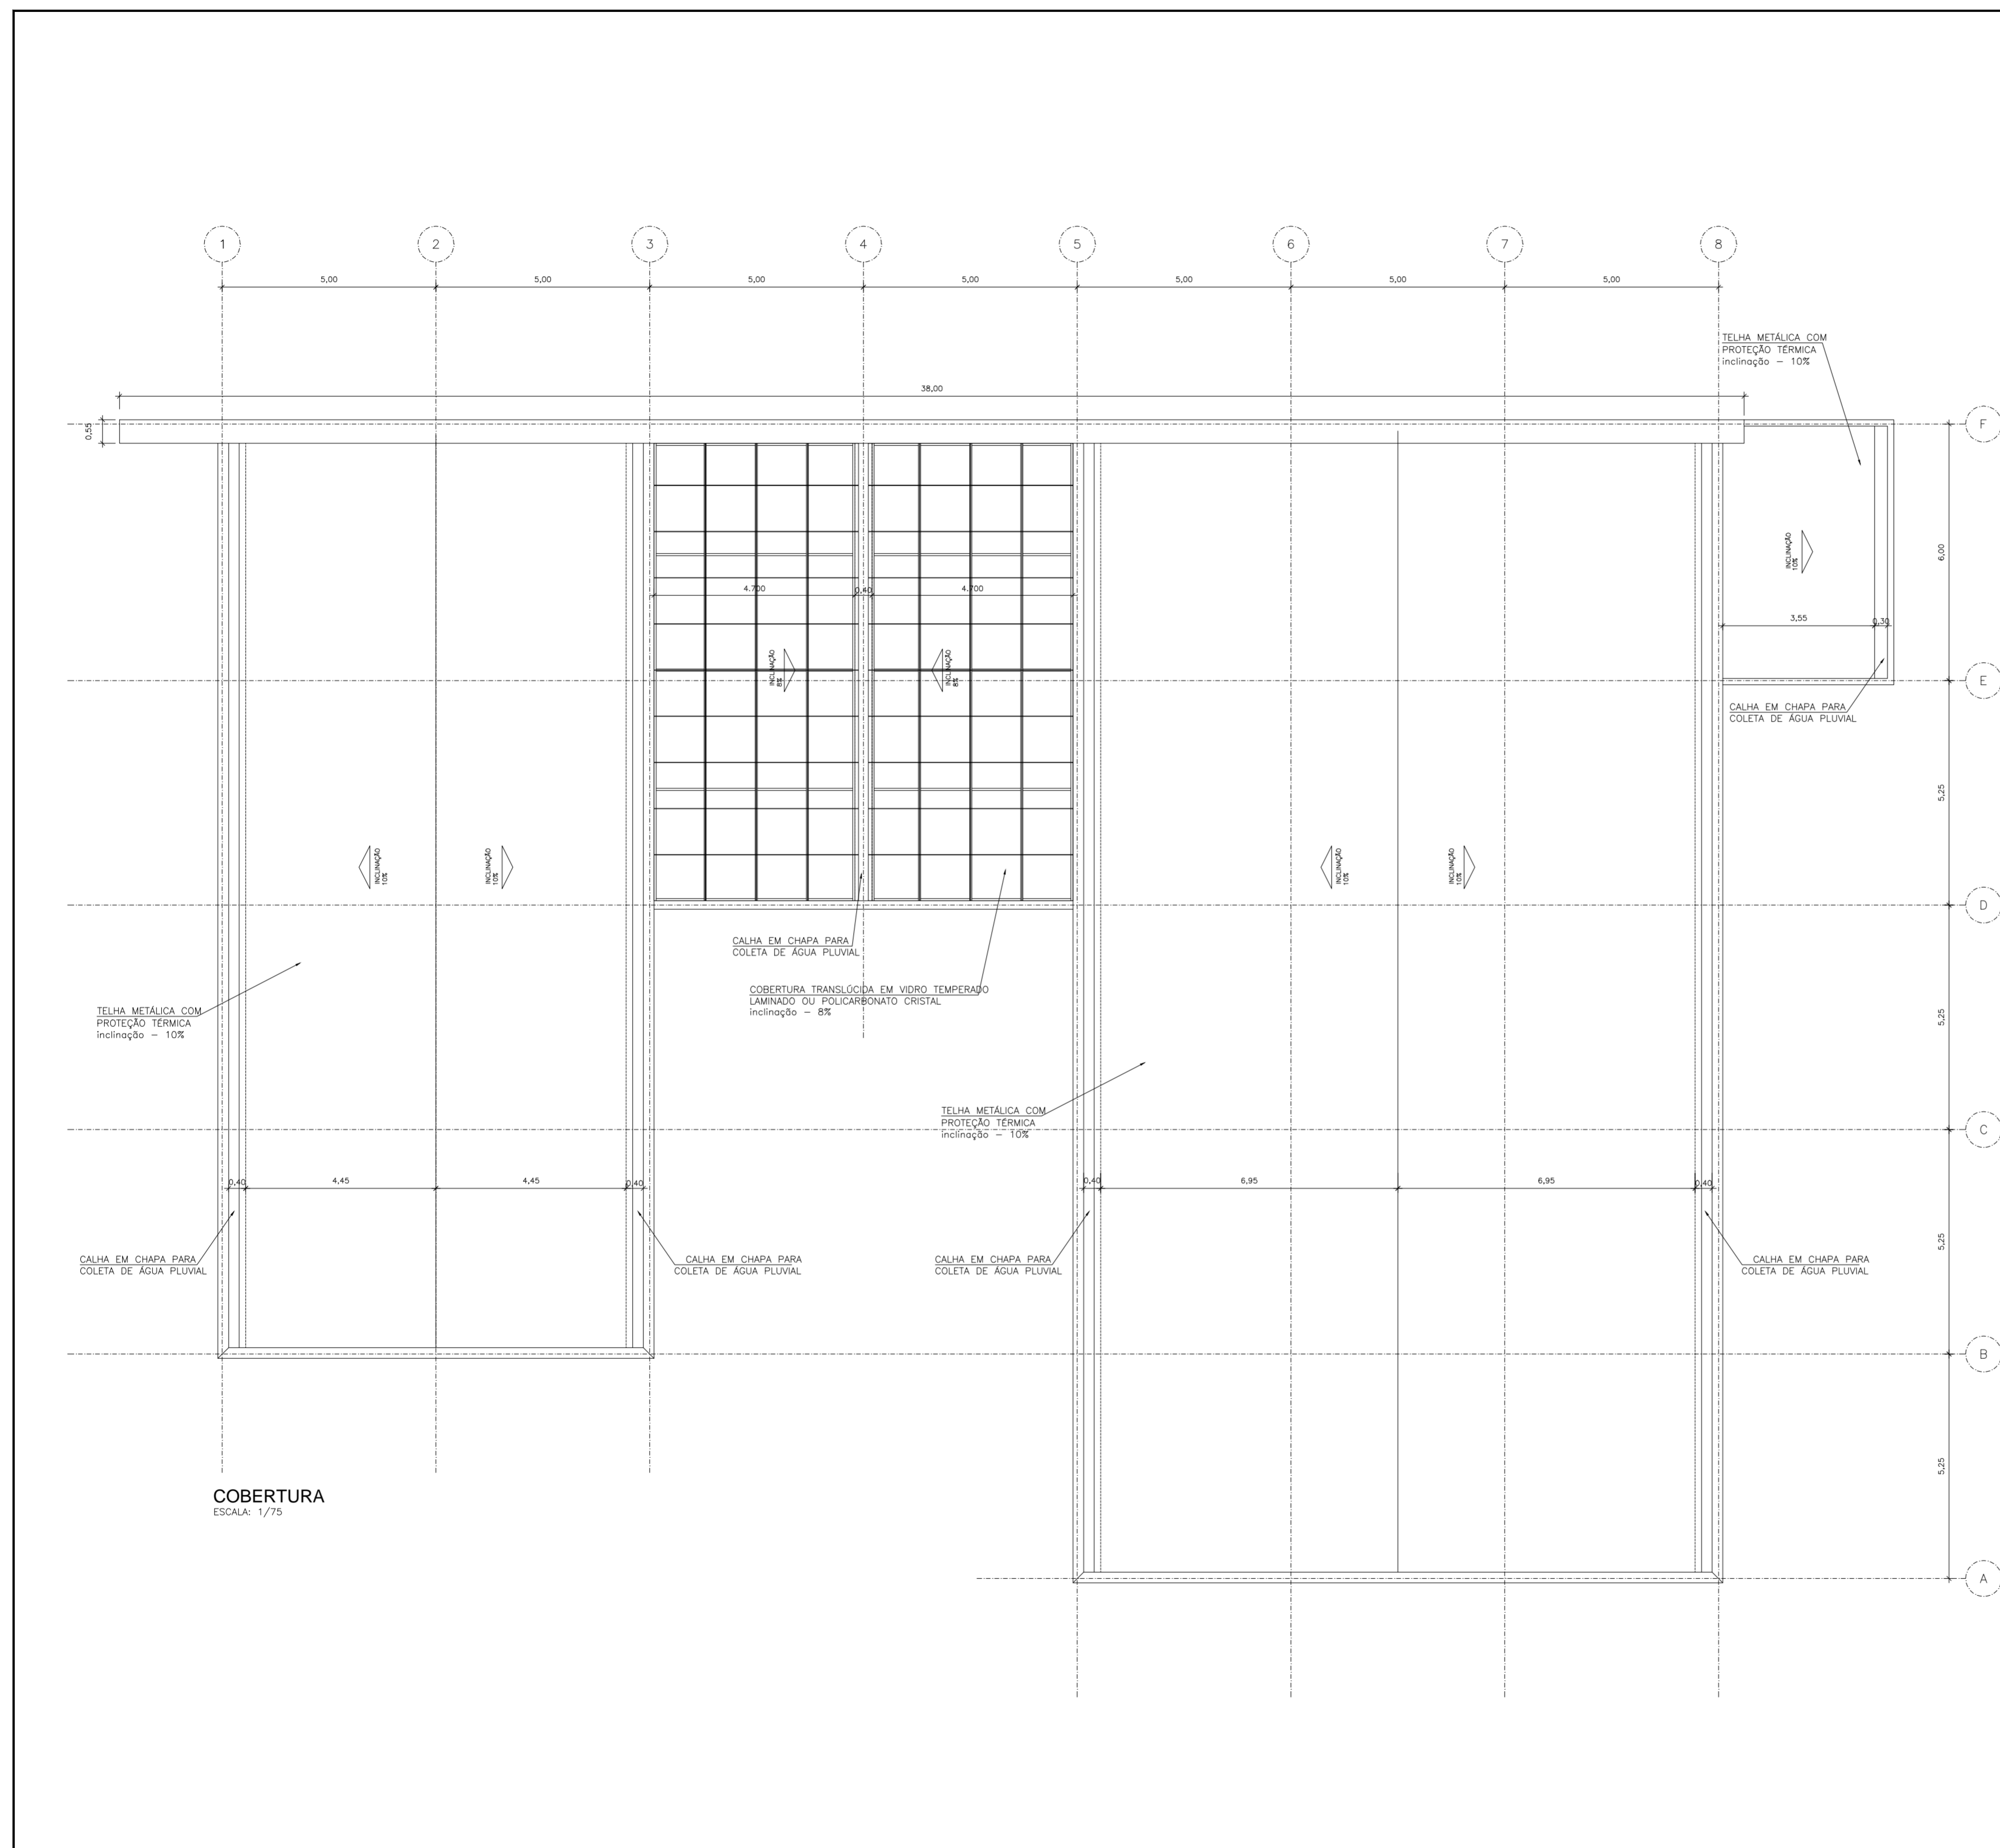 1 2 3 4 5 6 7 8
5,00 5,00 5,00 5,00 5,00 5,00 5,00
TELHA METÁLICA COM
PROTEÇÃO TÉRMICA
inclinação – 10%
38,00
0,55
F
INCLINAÇÃO
10%
6,00
4.700 0,40 4.700
3,55 0,30
INCLINAÇÃO
8%
INCLINAÇÃO
8%
E
CALHA EM CHAPA PARA
COLETA DE ÁGUA PLUVIAL
5,25
INCLINAÇÃO
10%
INCLINAÇÃO
10%
INCLINAÇÃO
10%
INCLINAÇÃO
10%
D
CALHA EM CHAPA PARA
COLETA DE ÁGUA PLUVIAL
COBERTURA TRANSLÚCIDA EM VIDRO TEMPERADO
LAMINADO OU POLICARBONATO CRISTAL
inclinação – 8%
TELHA METÁLICA COM
PROTEÇÃO TÉRMICA
inclinação – 10%
5,25
TELHA METÁLICA COM
PROTEÇÃO TÉRMICA
inclinação – 10%
C
0,40 4,45 4,45 0,40 0,40 6,95 6,95 0,40
5,25
CALHA EM CHAPA PARA
COLETA DE ÁGUA PLUVIAL
CALHA EM CHAPA PARA
COLETA DE ÁGUA PLUVIAL
CALHA EM CHAPA PARA
COLETA DE ÁGUA PLUVIAL
CALHA EM CHAPA PARA
COLETA DE ÁGUA PLUVIAL
B
5,25
COBERTURA
ESCALA: 1/75
A